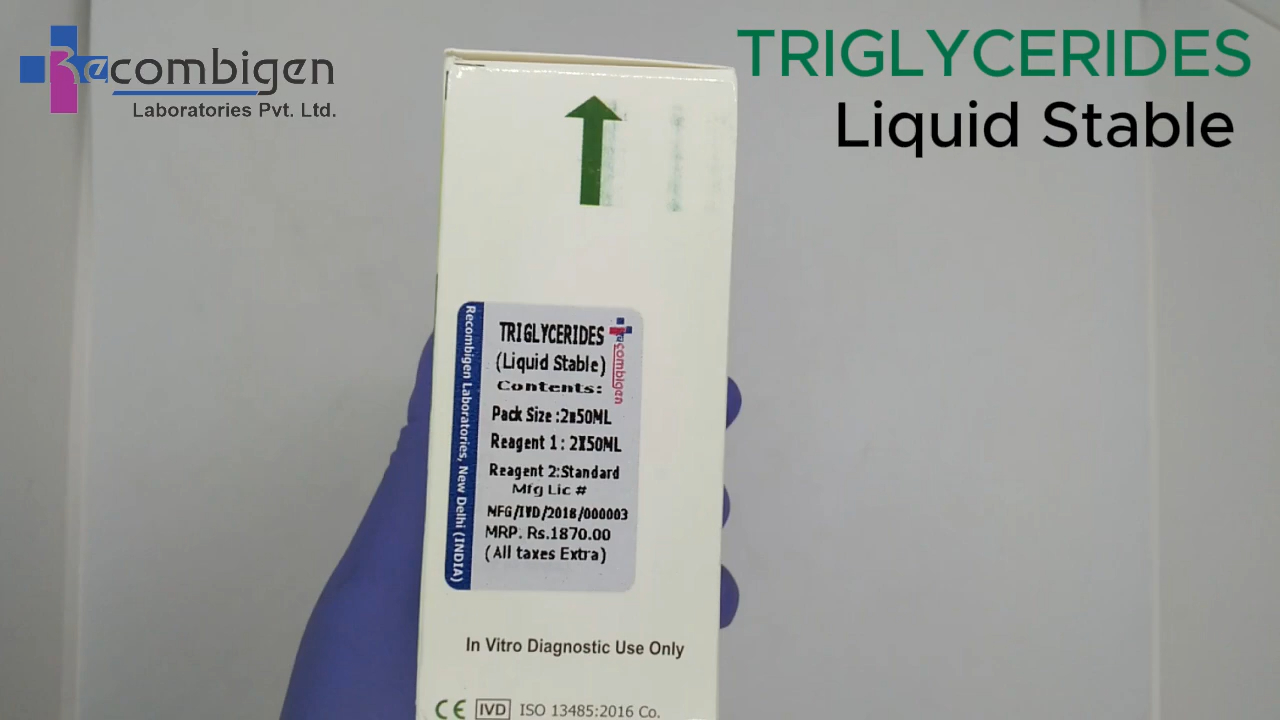 Recombigen
Laboratories Pvt. Ltd.
TRIGLYCERIDES
Liquid Stable
Recombigen Laboratories, New Delhi (INDIA)
TRIGLYCERIDES
(Liquid Stable)
Recombigen
Contents:
Pack Size :2x50ML
Reagent 1: 2X50ML
Reagent 2:Standard
Mfg Lic #
MFG/IVD/2018/000003
MRP. Rs.1870.00
(All taxes Extra)
In Vitro Diagnostic Use Only
CE IVD ISO 13485:2016 Co.